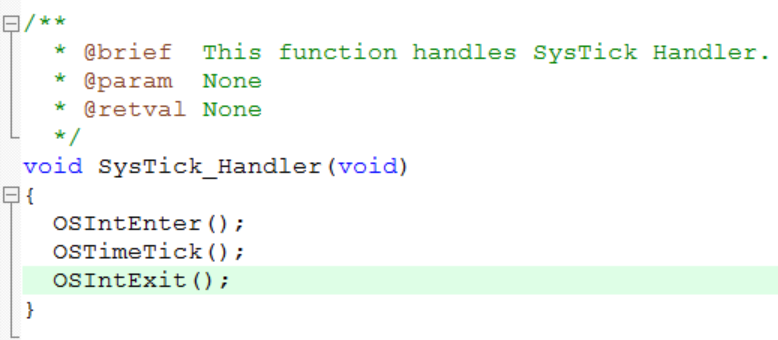 /**
  * @brief  This function handles SysTick Handler.
  * @param  None
  * @retval None
  */
void SysTick_Handler(void)
{
  OSIntEnter();
  OSTimeTick();
  OSIntExit();
}